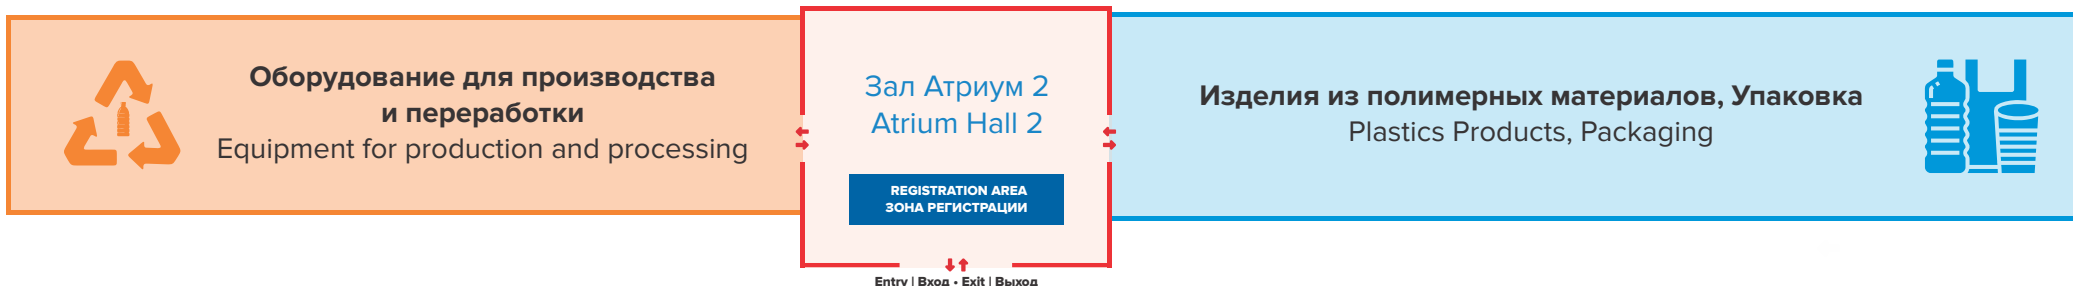 Оборудование для производства
и переработки
Equipment for production and processing
Зал Атриум 2
Atrium Hall 2
REGISTRATION AREA
ЗОНА РЕГИСТРАЦИИ
Entry | Вход • Exit | Выход
Изделия из полимерных материалов, Упаковка
Plastics Products, Packaging